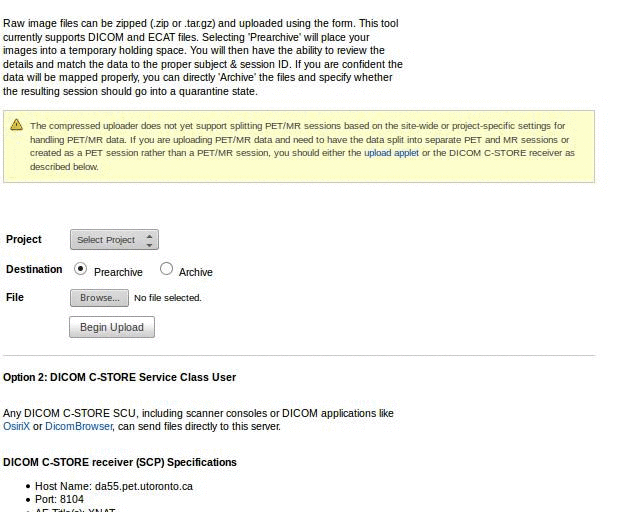 Raw image files can be zipped (.zip or .tar.gz) and uploaded using the form. This tool
currently supports DICOM and ECAT files. Selecting 'Prearchive' will place your
images into a temporary holding space. You will then have the ability to review the
details and match the data to the proper subject & session ID. If you are confident the
data will be mapped properly, you can directly 'Archive' the files and specify whether
the resulting session should go into a quarantine state.
The compressed uploader does not yet support splitting PET/MR sessions based on the site-wide or project-specific settings for
handling PET/MR data. If you are uploading PET/MR data and need to have the data split into separate PET and MR sessions or
created as a PET session rather than a PET/MR session, you should either the upload applet or the DICOM C-STORE receiver as
described below.
Project Select Project
Destination Prearchive Archive
File Browse... No file selected.
Begin Upload
Option 2: DICOM C-STORE Service Class User
Any DICOM C-STORE SCU, including scanner consoles or DICOM applications like
OsiriX or DicomBrowser, can send files directly to this server.
DICOM C-STORE receiver (SCP) Specifications
Host Name: da55.pet.utoronto.ca
Port: 8104
AE Title(s): XNAT